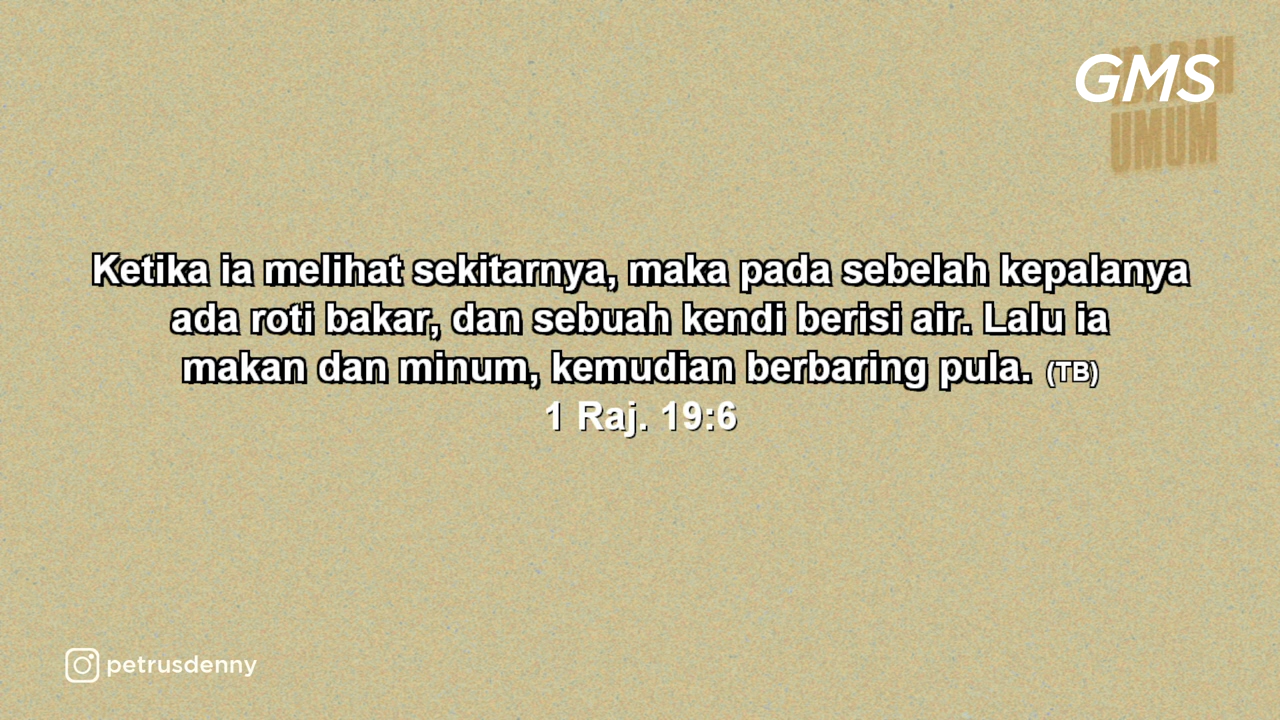 GMS
IBADAH
UMUM
Ketika ia melihat sekitarnya, maka pada sebelah kepalanya
ada roti bakar, dan sebuah kendi berisi air. Lalu ia
makan dan minum, kemudian berbaring pula. (TB)
1 Raj. 19:6
petrusdenny